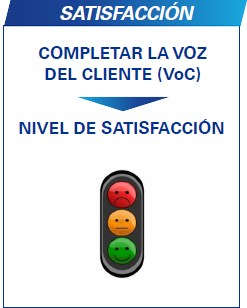 SATISFACCIÓN
COMPLETAR LA VOZ
DEL CLIENTE (VoC)
NIVEL DE SATISFACCIÓN